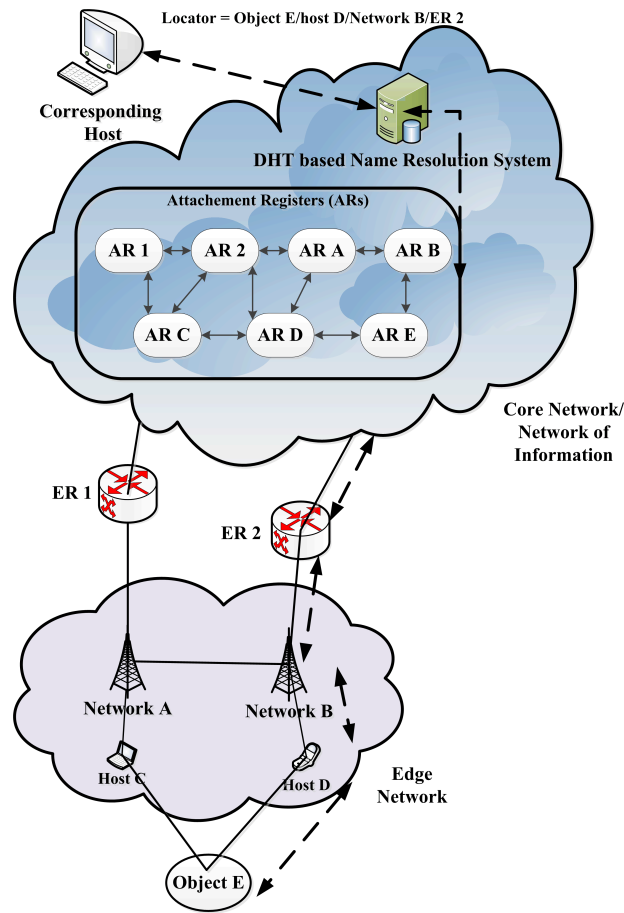 Locator = Object E/host D/Network B/ER 2
Corresponding
Host
DHT based Name Resolution System
Attachement Registers (ARs)
AR 1
AR 2
AR A
AR B
AR C
AR D
AR E
Core Network/
Network of
Information
ER 1
ER 2
Network A
Network B
Host C
Host D
Edge
Network
Object E